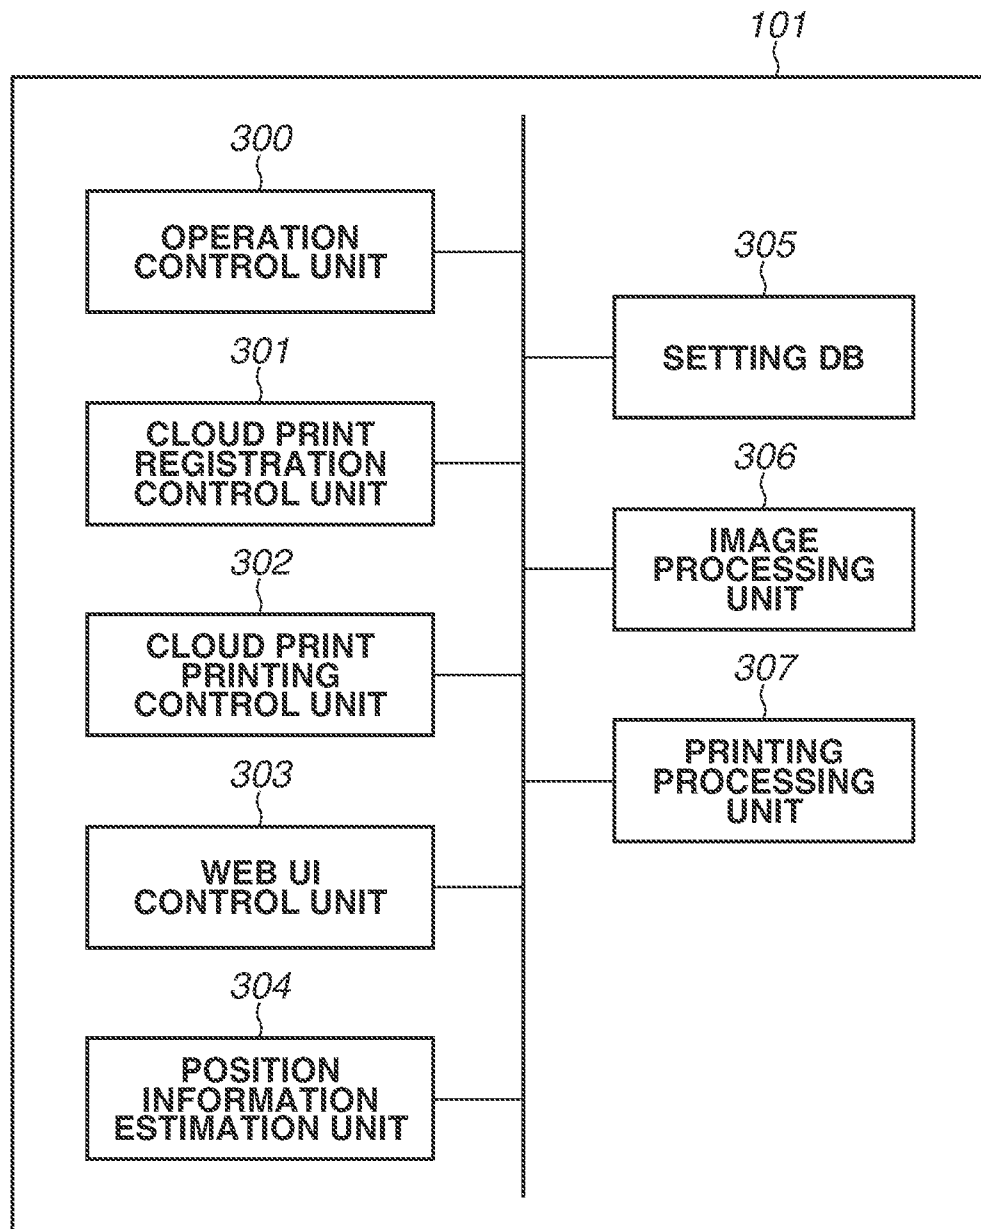 101
300
OPERATION
CONTROL UNIT
301
CLOUD PRINT
REGISTRATION
CONTROL UNIT
302
CLOUD PRINT
PRINTING
CONTROL UNIT
303
WEB UI
CONTROL UNIT
304
POSITION
INFORMATION
ESTIMATION UNIT
305
SETTING DB
306
IMAGE
PROCESSING
UNIT
307
PRINTING
PROCESSING
UNIT